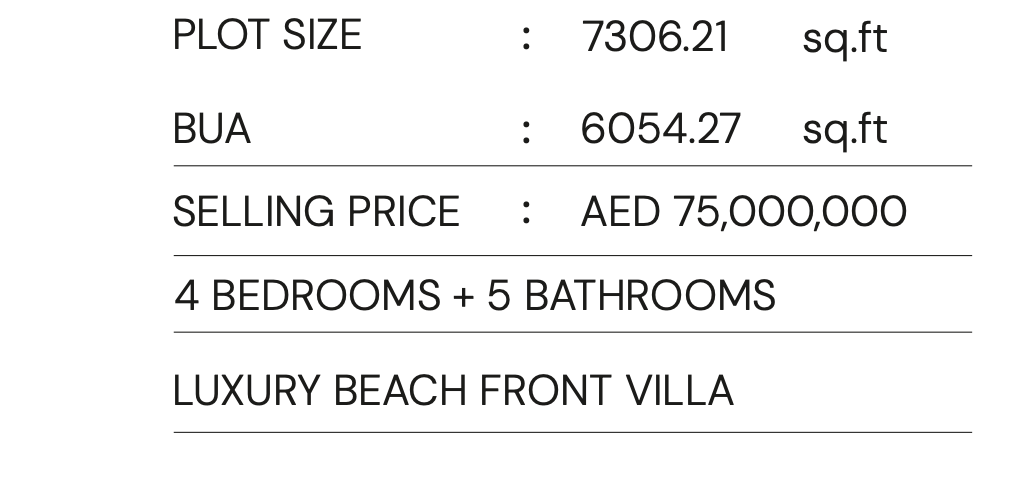 PLOT SIZE : 7306.21 sq.ft
BUA : 6054.27 sq.ft
SELLING PRICE : AED 75,000,000
4 BEDROOMS + 5 BATHROOMS
LUXURY BEACH FRONT VILLA